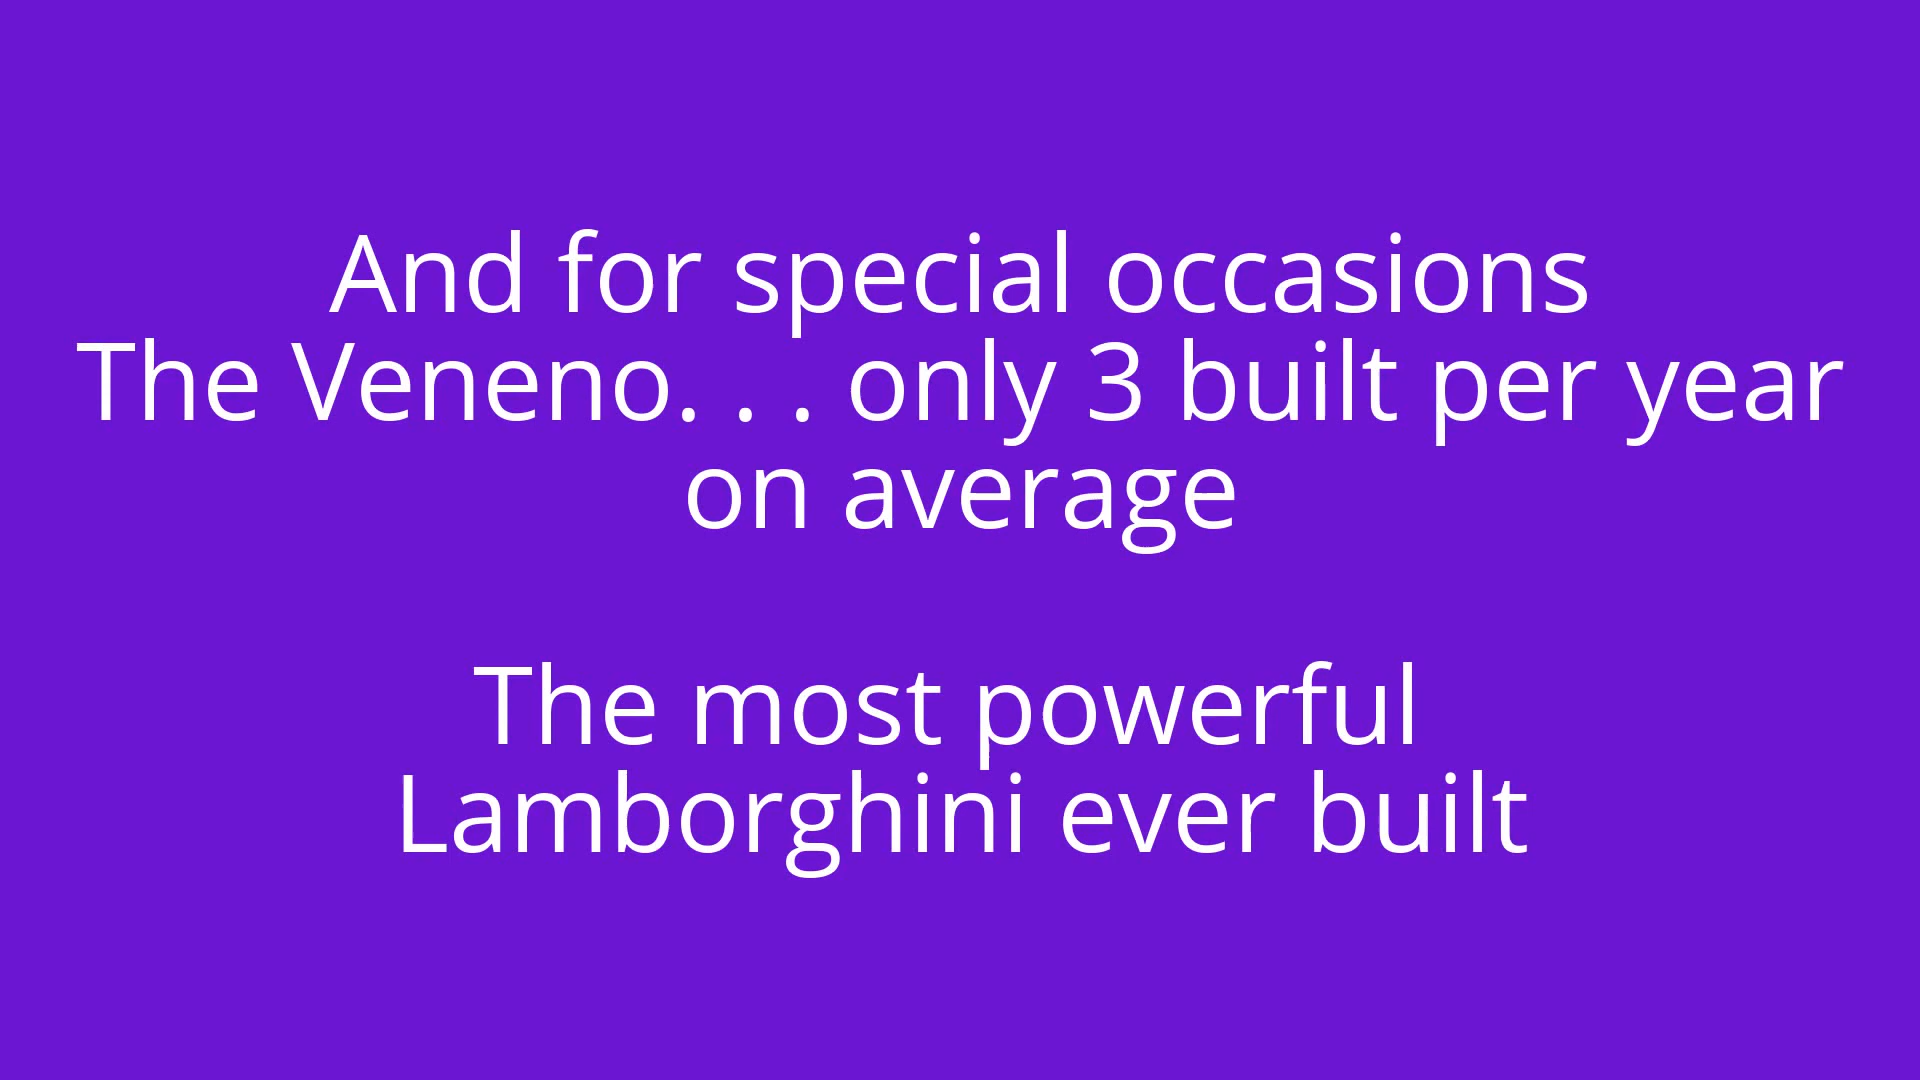 And for special occasions
The Veneno. . . only 3 built per year
on average
The most powerful
Lamborghini ever built